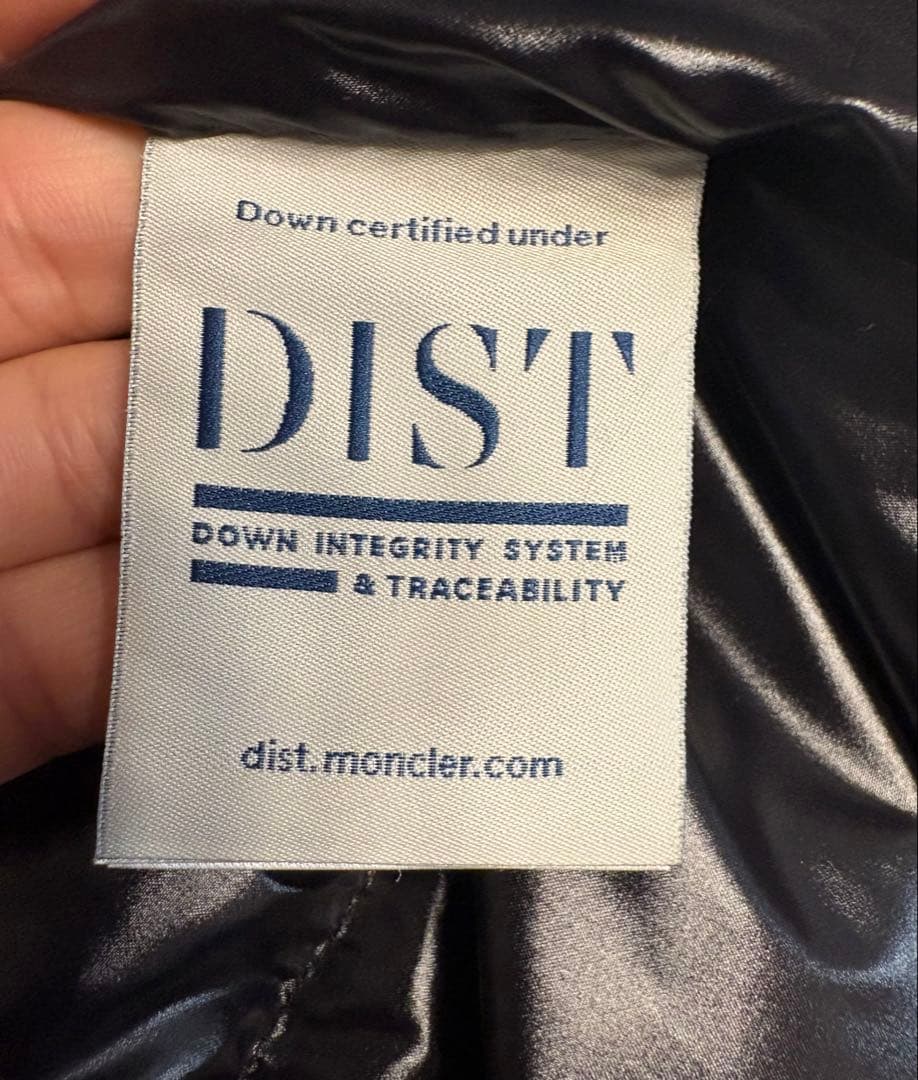 Down certified under
DIST
DOWN INTEGRITY SYSTEM
& TRACEABILITY
dist.moncler.com